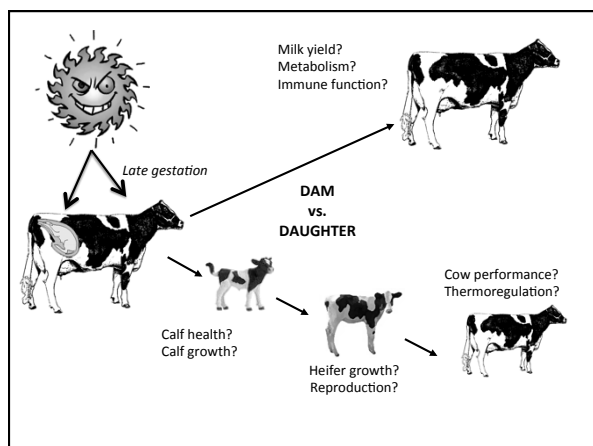 Milk yield?
Metabolism?
Immune function?
Late gestation
DAM
vs.
DAUGHTER
Cow performance?
Thermoregulation?
Calf health?
Calf growth?
Heifer growth?
Reproduction?